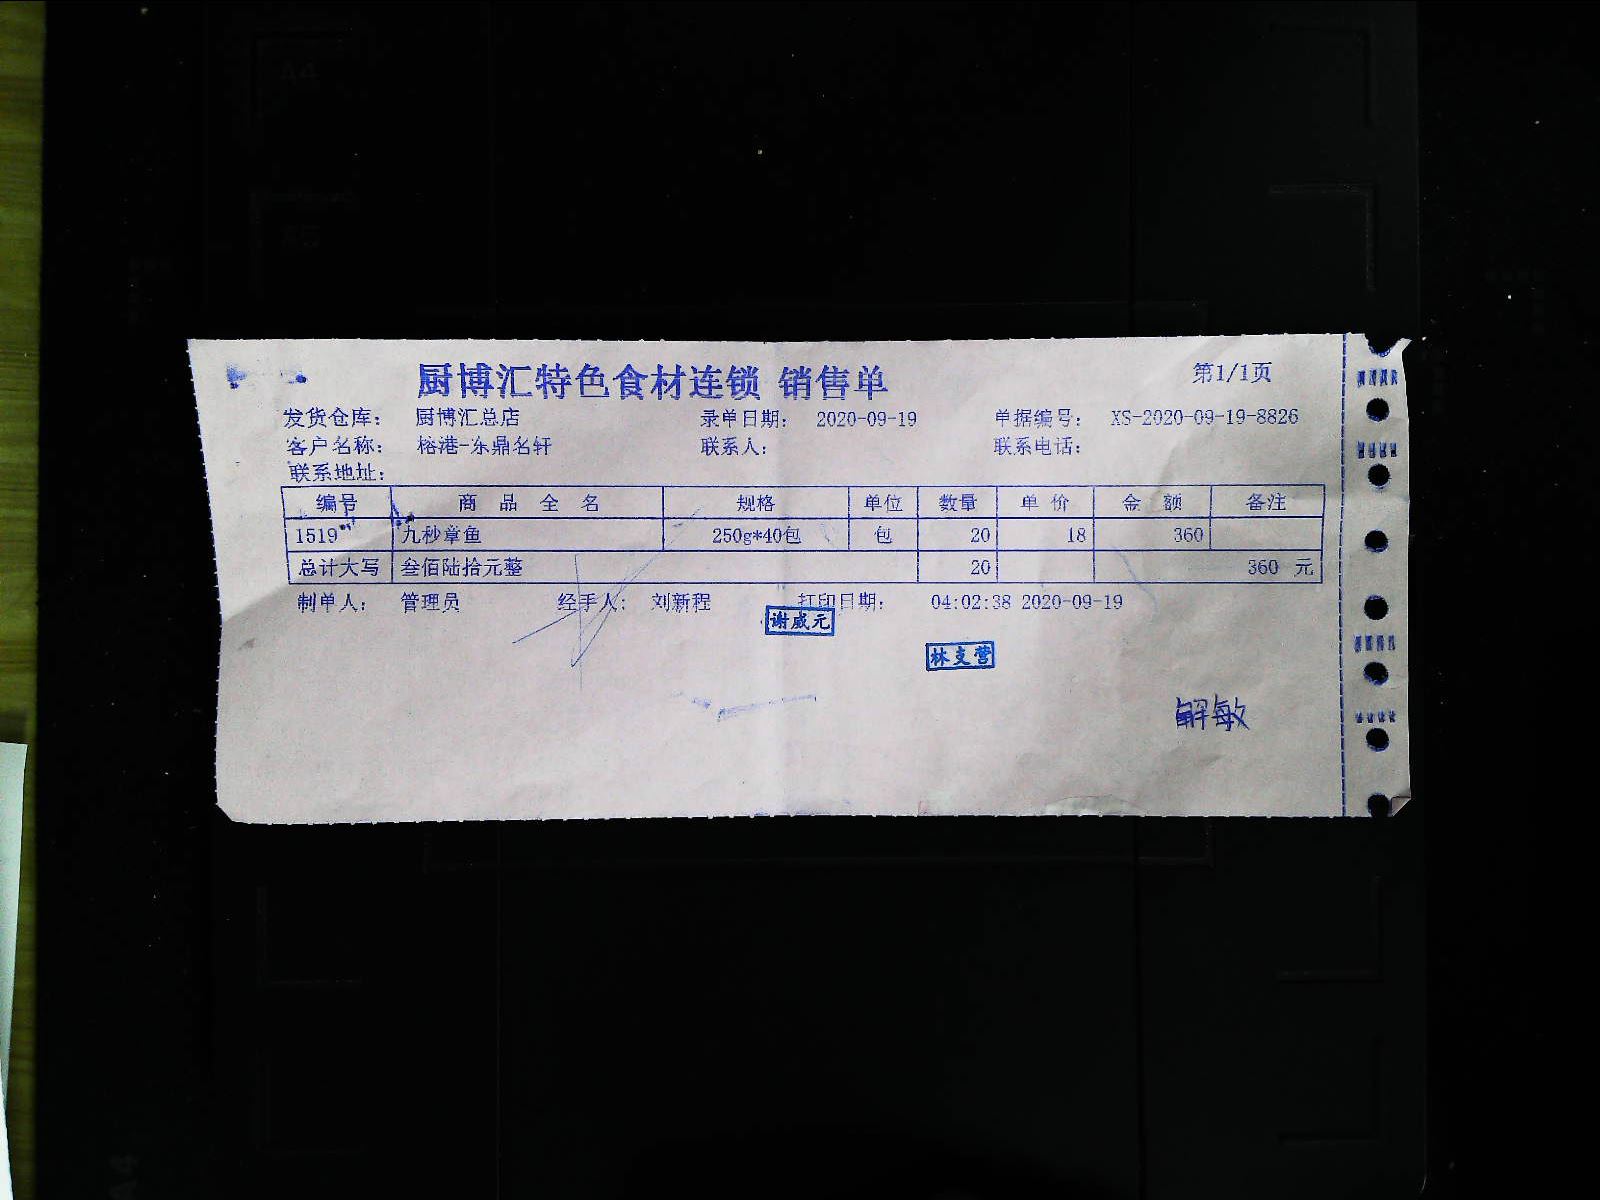 厨博汇特色食材连锁 销售单
第1/1页
发货仓库： 厨博汇总店 录单日期： 2020-09-19 单据编号： XS-2020-09-19-8826
客户名称： 榕港-东鼎名轩 联系人： 联系电话：
联系地址：
编号 商品全名 规格 单位 数量 单价 金额 备注
1519 九秒章鱼 250g*40包 包 20 18 360
总计大写 叁佰陆拾元整 20 360 元
制单人： 管理员 经手人： 刘新程 打印日期： 04:02:38 2020-09-19
谢威元
林支营
解敏